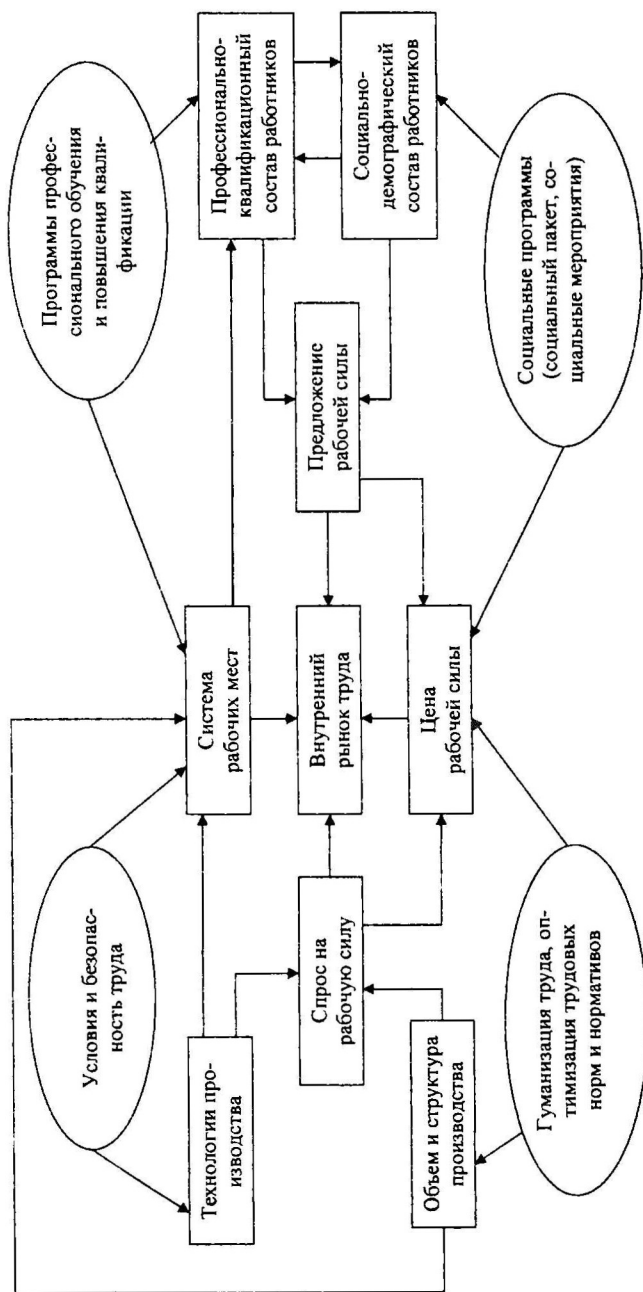 Условия и безопас-
ность труда
Программы профес-
сионального обучения
и повышения квали-
фикации
Технологии про-
изводства
Система
рабочих мест
Профессионально-
квалификационный
состав работников
Спрос на
рабочую силу
Внутренний
рынок труда
Предложение
рабочей силы
Объем и структура
производства
Цена
рабочей силы
Социально-
демографический
состав работников
Гуманизация труда, оп-
тимизация трудовых
норм и нормативов
Социальные программы
(социальный пакет, со-
циальные мероприятия)